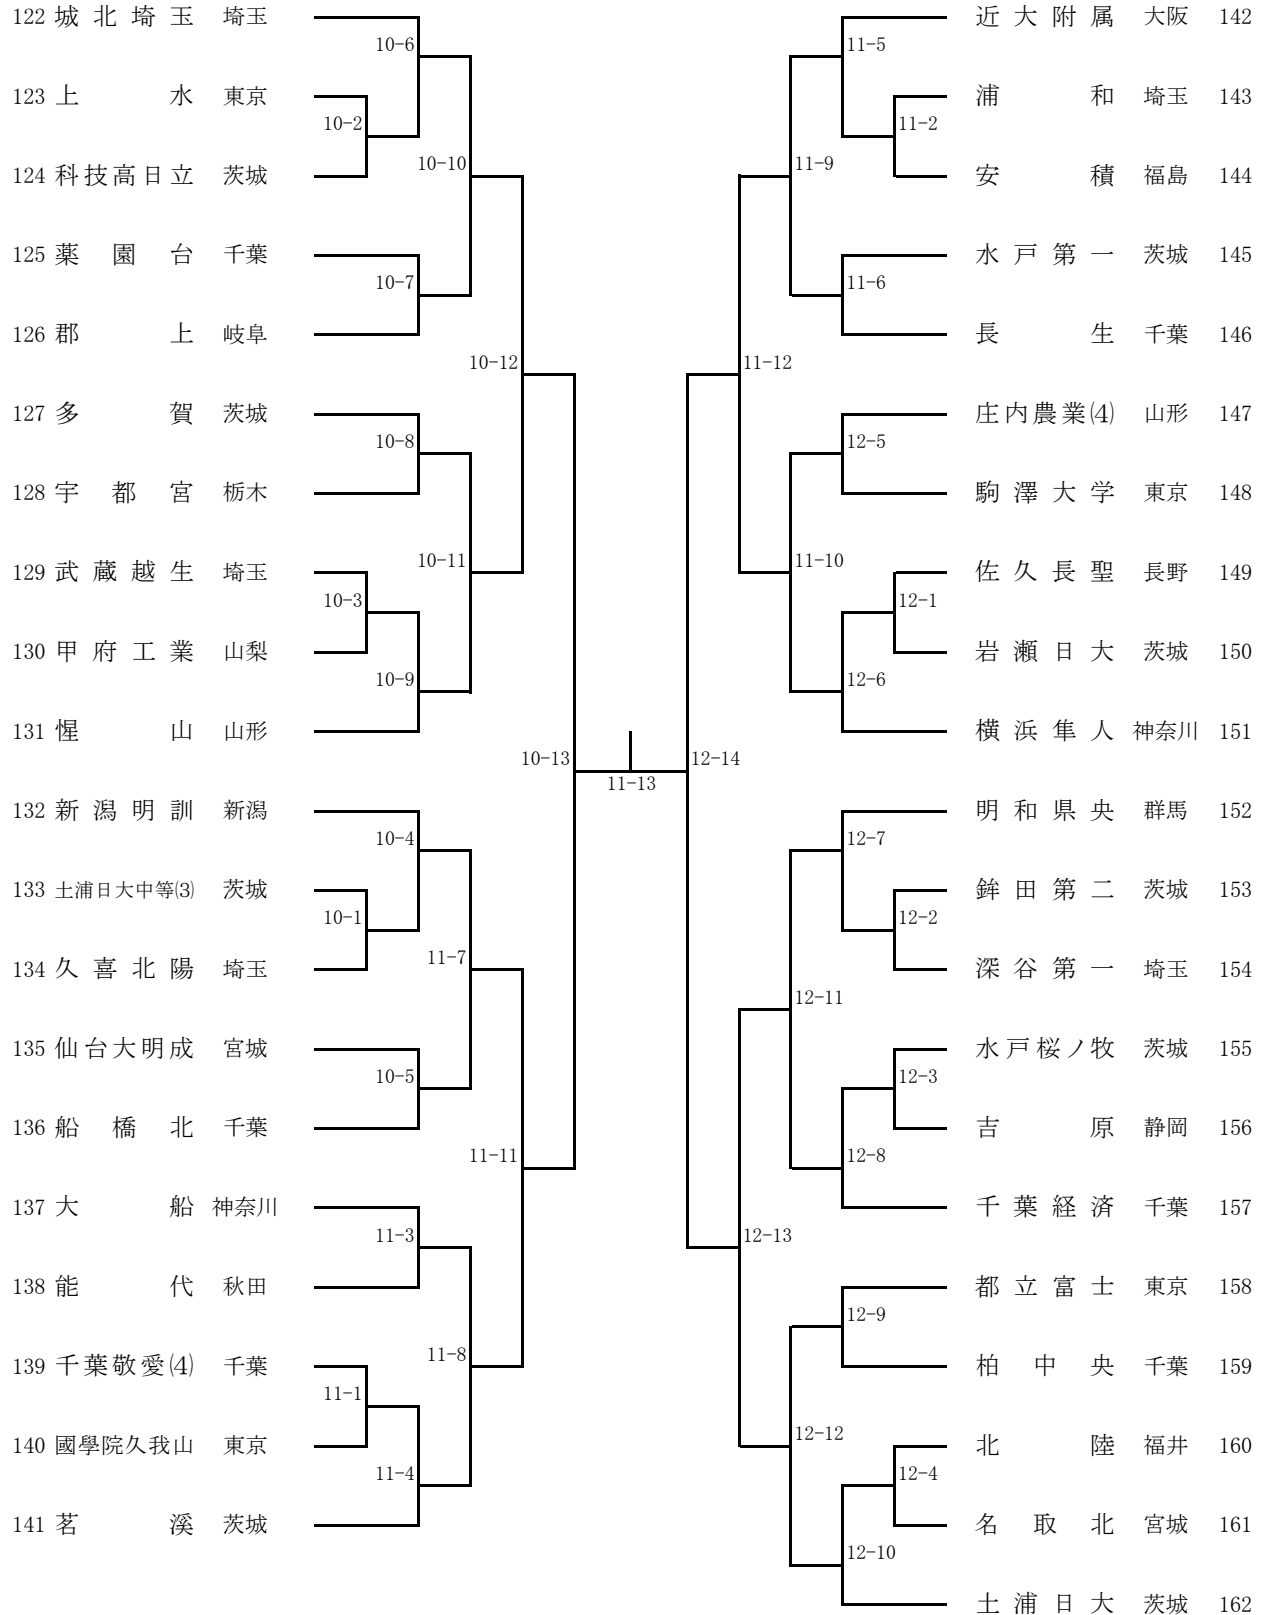 122 城北埼玉 埼玉
10-6
123 上水 東京
10-2
124 科技高日立 茨城
10-10
125 薬園台 千葉
10-7
126 郡上 岐阜
10-12
127 多賀 茨城
10-8
128 宇都宮 栃木
10-11
129 武蔵越生 埼玉
10-3
130 甲府工業 山梨
10-9
131 惺山 山形
10-13
132 新潟明訓 新潟
10-4
133 土浦日大中等⑶ 茨城
10-1
134 久喜北陽 埼玉
11-7
135 仙台大明成 宮城
10-5
136 船橋北 千葉
11-11
137 大船 神奈川
11-3
138 能代 秋田
11-8
139 千葉敬愛⑷ 千葉
11-1
140 國學院久我山 東京
11-4
141 茗溪 茨城
11-13
近大附属 大阪 142
11-5
浦和 埼玉 143
11-2
安積 福島 144
11-9
水戸第一 茨城 145
11-6
長生 千葉 146
11-12
庄内農業⑷ 山形 147
12-5
駒澤大学 東京 148
11-10
佐久長聖 長野 149
12-1
岩瀬日大 茨城 150
12-6
横浜隼人 神奈川 151
12-14
明和県央 群馬 152
12-7
鉾田第二 茨城 153
12-2
深谷第一 埼玉 154
12-11
水戸桜ノ牧 茨城 155
12-3
吉原 静岡 156
12-8
千葉経済 千葉 157
12-13
都立富士 東京 158
12-9
柏中央 千葉 159
12-12
北陸 福井 160
12-4
名取北 宮城 161
12-10
土浦日大 茨城 162